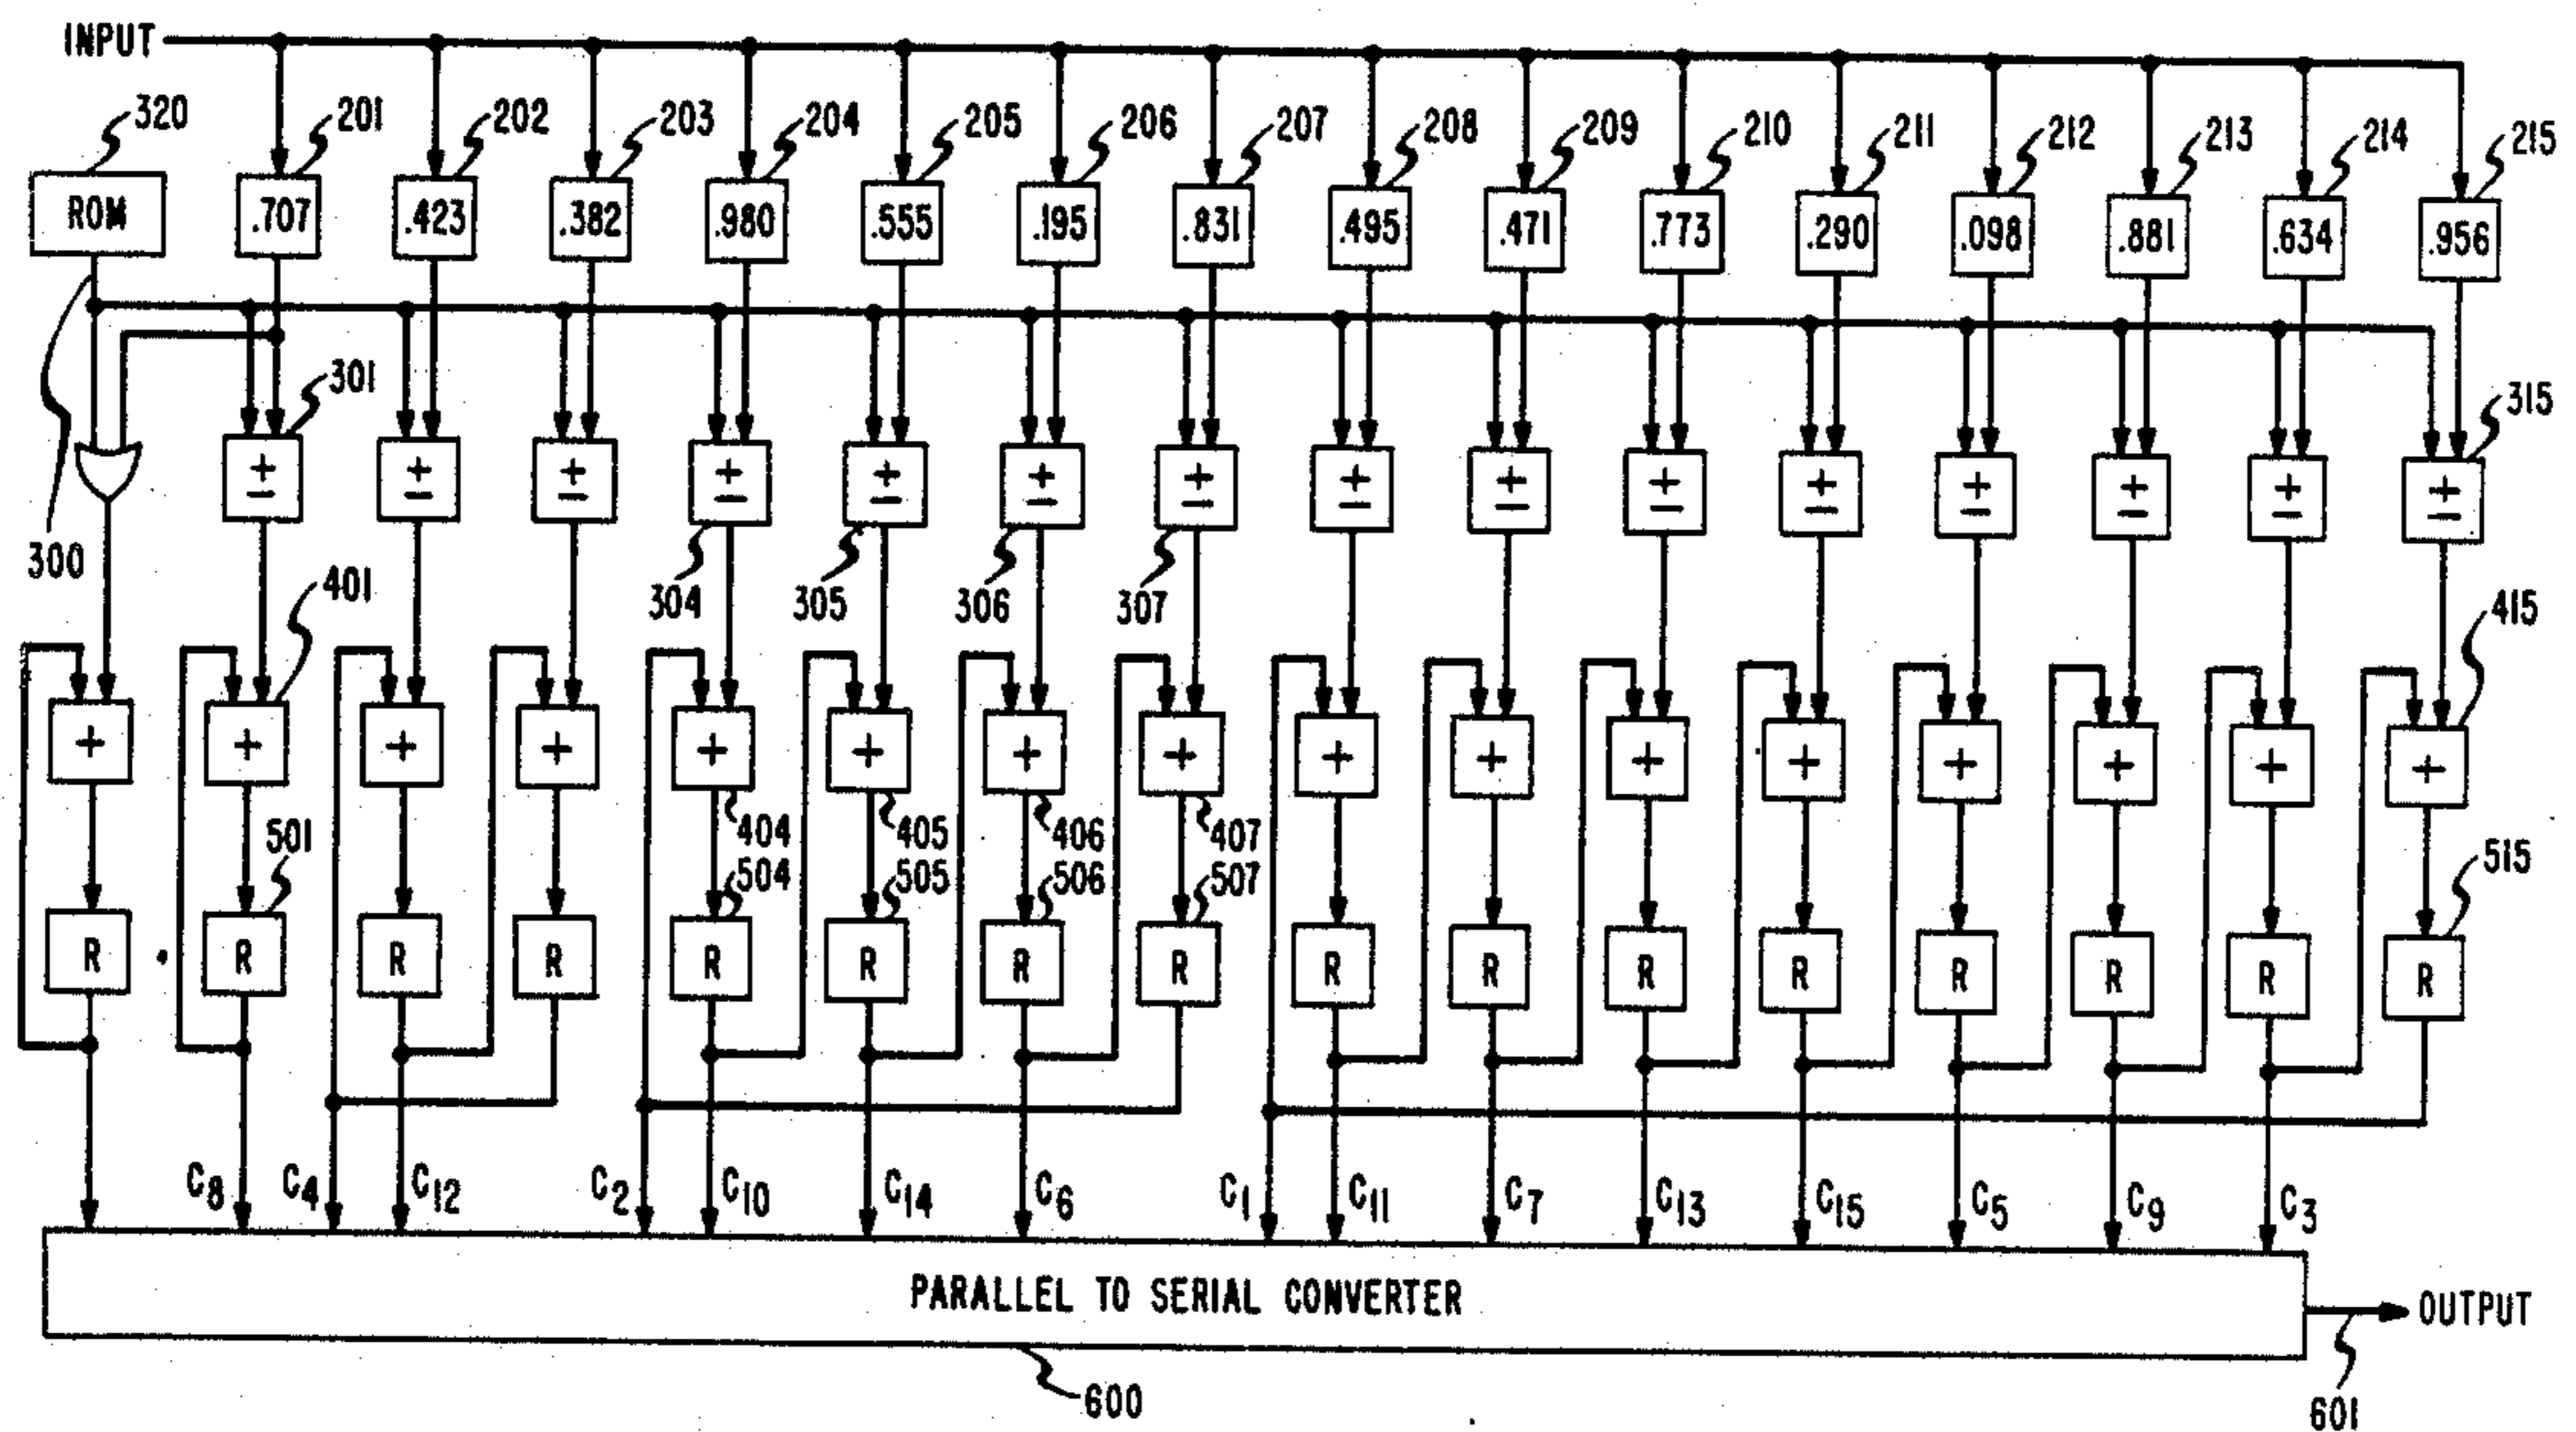 INPUT
320 201 202 203 204 205 206 207 208 209 210 211 212 213 214 215
ROM .707 .423 .382 .980 .555 .195 .831 .495 .471 .773 .290 .098 .881 .634 .956
301 315
± ± ± ± ± ± ± ± ± ± ± ± ± ± ±
300 304 305 306 307
401 415
+ + + + + + + + + + + + + + + +
404 405 406 407
501 504 505 506 507 515
R R R R R R R R R R R R R R R R
C8 C4 C12 C2 C10 C14 C6 C1 C11 C7 C13 C15 C5 C9 C3
PARALLEL TO SERIAL CONVERTER
OUTPUT
600 601